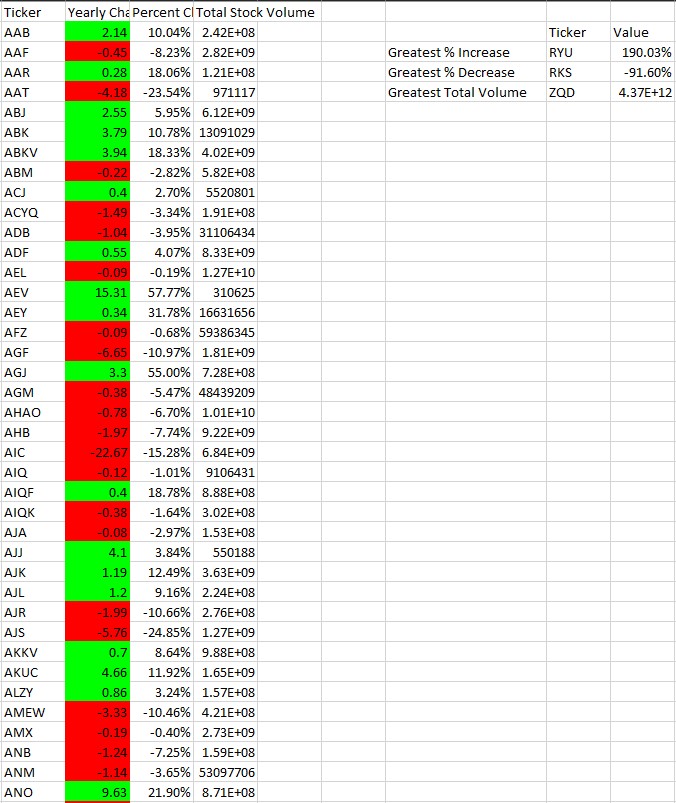 Ticker Yearly Cha Percent Cl Total Stock Volume
AAB 2.14 10.04% 2.42E+08 Ticker Value
AAF -0.45 -8.23% 2.82E+09 Greatest % Increase RYU 190.03%
AAR 0.28 18.06% 1.21E+08 Greatest % Decrease RKS -91.60%
AAT -4.18 -23.54% 971117 Greatest Total Volume ZQD 4.37E+12
ABJ 2.55 5.95% 6.12E+09
ABK 3.79 10.78% 13091029
ABKV 3.94 18.33% 4.02E+09
ABM -0.22 -2.82% 5.82E+08
ACJ 0.4 2.70% 5520801
ACYQ -1.49 -3.34% 1.91E+08
ADB -1.04 -3.95% 31106434
ADF 0.55 4.07% 8.33E+09
AEL -0.09 -0.19% 1.27E+10
AEV 15.31 57.77% 310625
AEY 0.34 31.78% 16631656
AFZ -0.09 -0.68% 59386345
AGF -6.65 -10.97% 1.81E+09
AGJ 3.3 55.00% 7.28E+08
AGM -0.38 -5.47% 48439209
AHAO -0.78 -6.70% 1.01E+10
AHB -1.97 -7.74% 9.22E+09
AIC -22.67 -15.28% 6.84E+09
AIQ -0.12 -1.01% 9106431
AIQF 0.4 18.78% 8.88E+08
AIQK -0.38 -1.64% 3.02E+08
AJA -0.08 -2.97% 1.53E+08
AJJ 4.1 3.84% 550188
AJK 1.19 12.49% 3.63E+09
AJL 1.2 9.16% 2.24E+08
AJR -1.99 -10.66% 2.76E+08
AJS -5.76 -24.85% 1.27E+09
AKKV 0.7 8.64% 9.88E+08
AKUC 4.66 11.92% 1.65E+09
ALZY 0.86 3.24% 1.57E+08
AMEW -3.33 -10.46% 4.21E+08
AMX -0.19 -0.40% 2.73E+09
ANB -1.24 -7.25% 1.59E+08
ANM -1.14 -3.65% 53097706
ANO 9.63 21.90% 8.71E+08